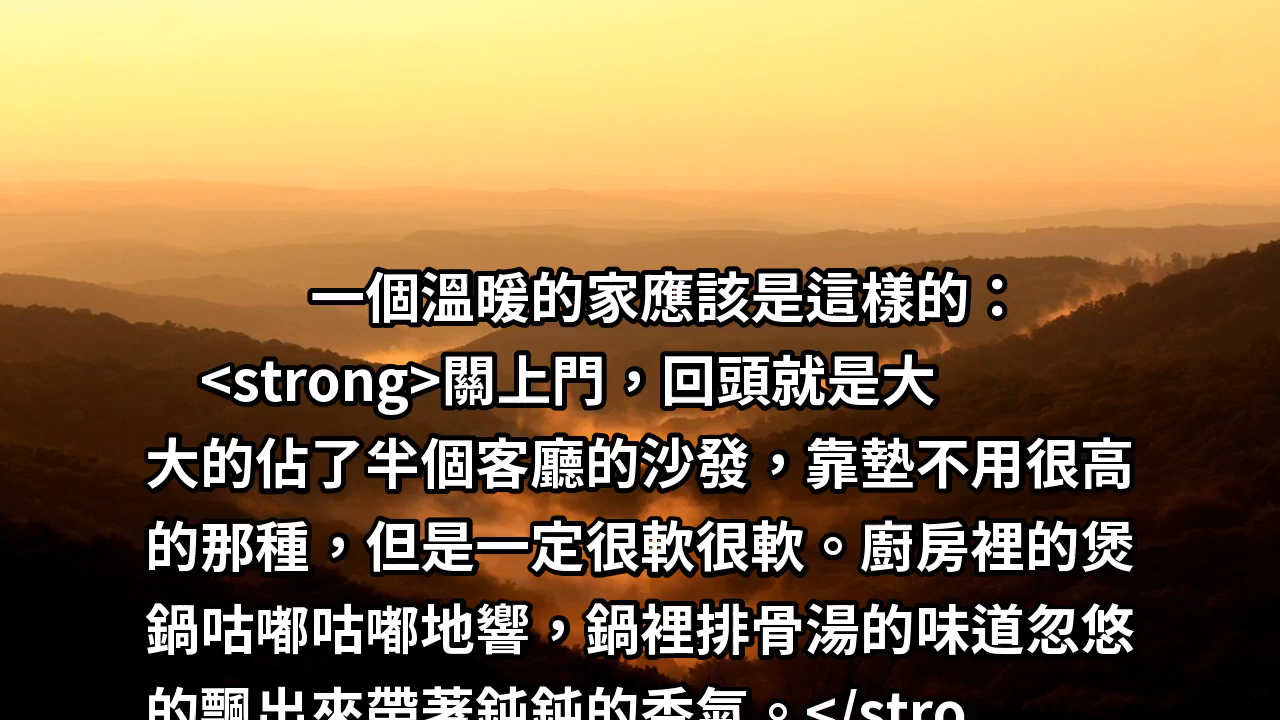 一個溫暖的家應該是這樣的：
<strong>關上門，回頭就是大
大的佔了半個客廳的沙發，靠墊不用很高
的那種，但是一定很軟很軟。廚房裡的煲
鍋咕嘟咕嘟地響，鍋裡排骨湯的味道忽悠
的飄出來帶著鈍鈍的香氣。</stro